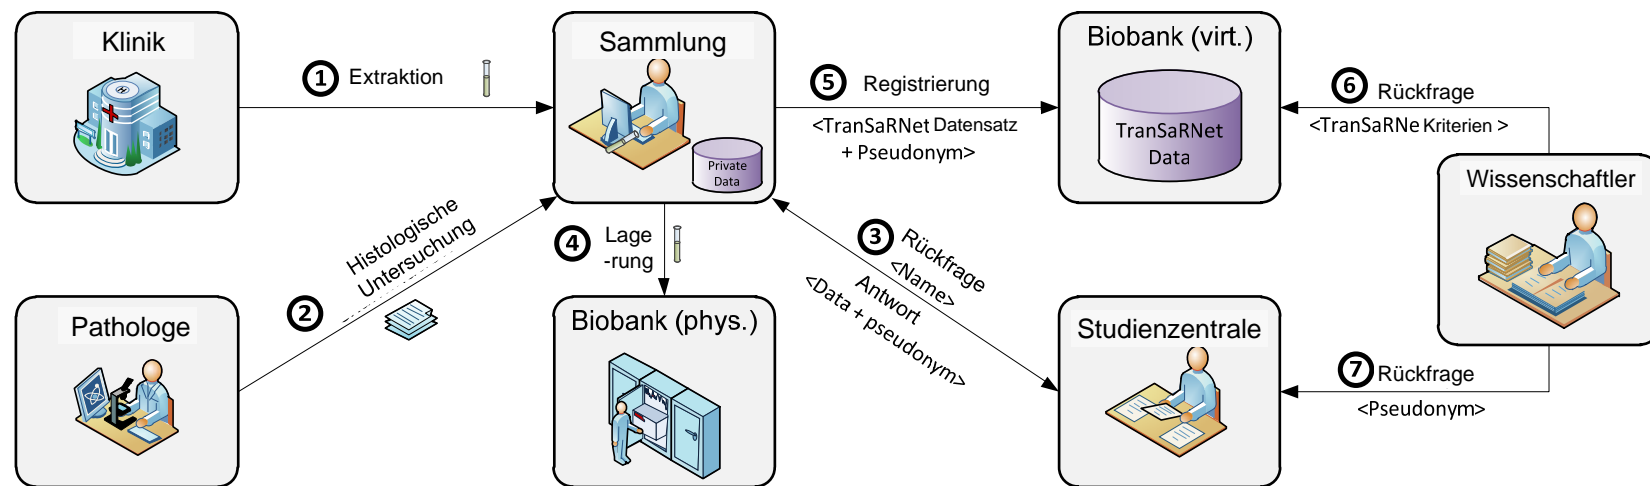 Klinik
1 Extraktion
Sammlung
Private
Data
5 Registrierung
<TranSaRNet Datensatz
+ Pseudonym>
Biobank (virt.)
TranSaRNet
Data
6 Rückfrage
<TranSaRNe Kriterien >
Wissenschaftler
2 Histologische
Untersuchung
Pathologe
4 Lage
-rung
Biobank (phys.)
3 Rückfrage
<Name>
Antwort
<Data + pseudonym>
Studienzentrale
7 Rückfrage
<Pseudonym>